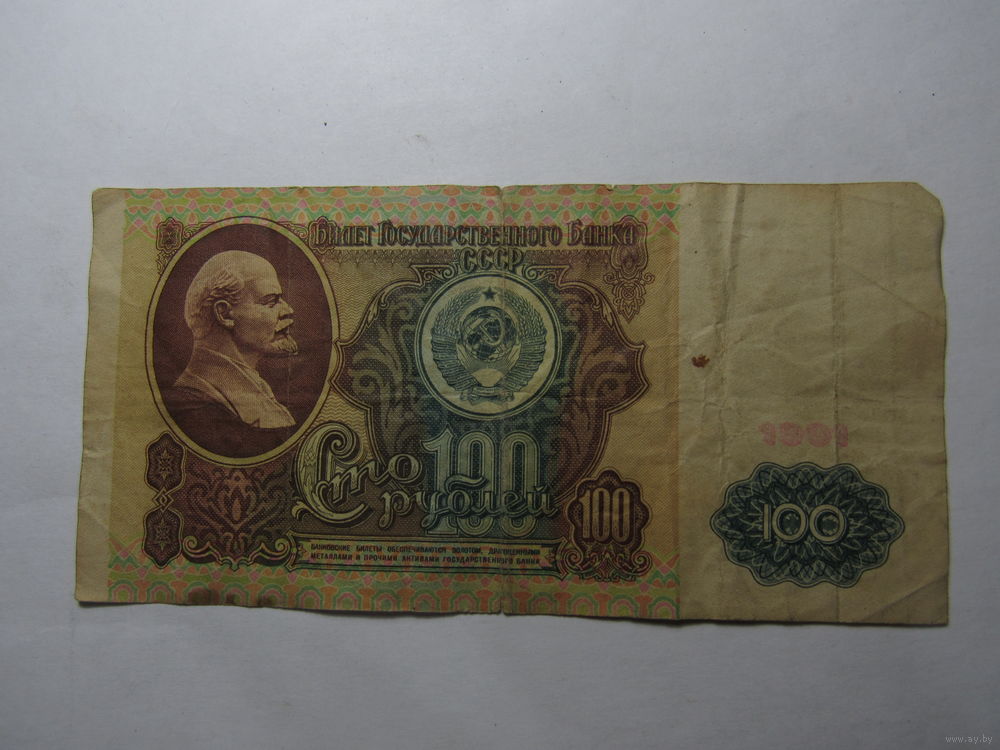 Билет Государственного Банка
СССР
1991
100
Сто
рублей
100
100
БАНКОВСКИЕ БИЛЕТЫ ОБЕСПЕЧИВАЮТСЯ ЗОЛОТОМ, ДРАГОЦЕННЫМИ
МЕТАЛЛАМИ И ПРОЧИМИ АКТИВАМИ ГОСУДАРСТВЕННОГО БАНКА
www.ay.by